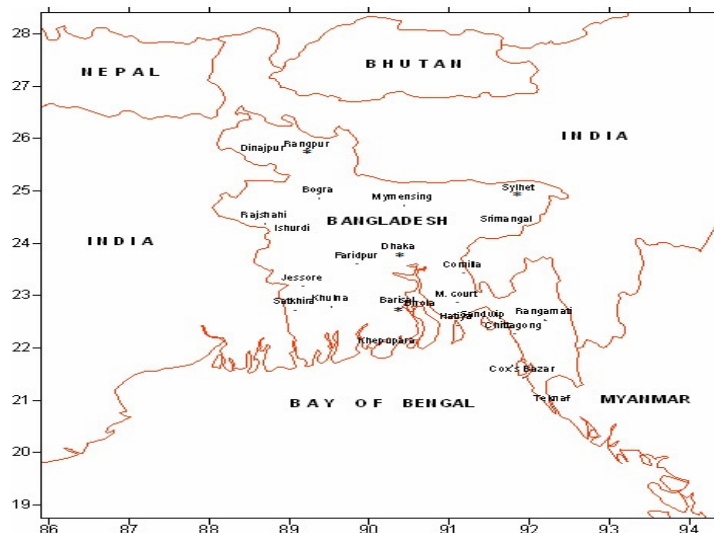 28
27
26
25
24
23
22
21
20
19
NEPAL
BHUTAN
INDIA
Dinajpur
Rangpur
*
Bogra
Mymensing
Sylhet
*
Rajshahi
Ishurdi
BANGLADESH
Srimangal
INDIA
Faridpur
Dhaka
*
Comilla
Jessore
Satkhira
Khulna
Barisal
*
Bhola
M. court
Hatiya
Sandwip
Chittagong
Rangamati
Khepupara
Cox's Bazar
Teknaf
BAY OF BENGAL
MYANMAR
86 87 88 89 90 91 92 93 94